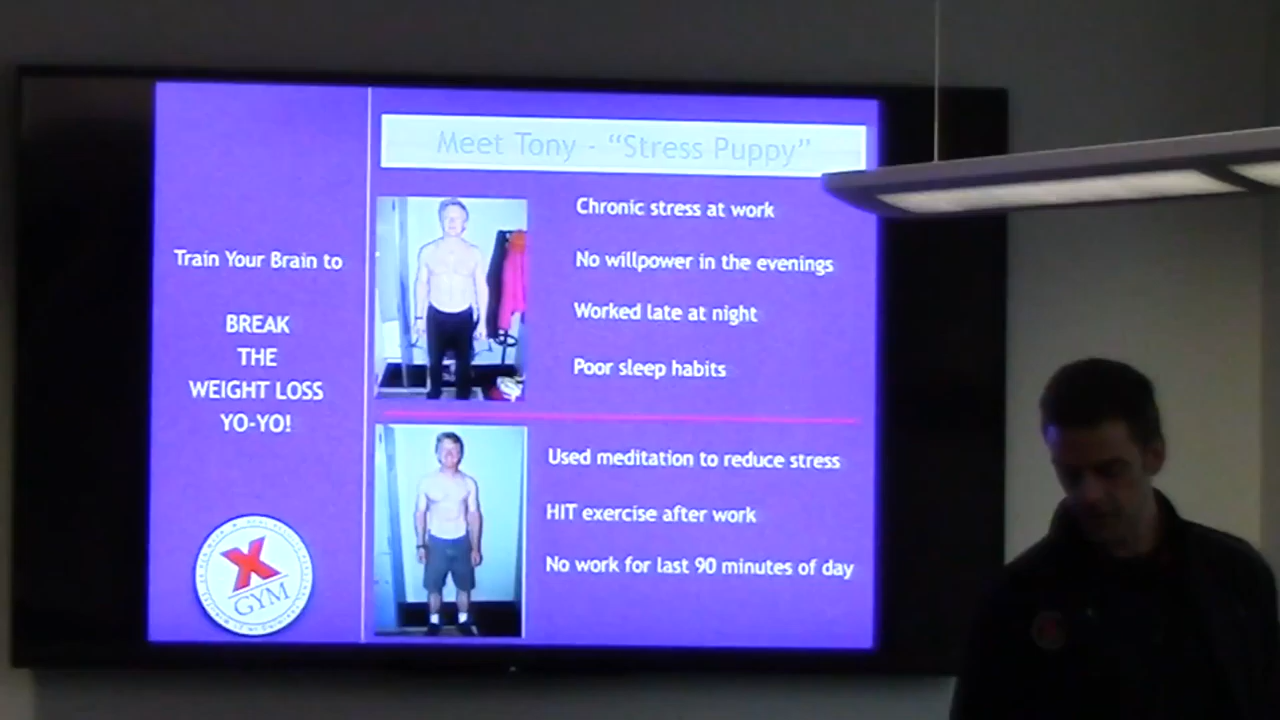 Meet Tony - “Stress Puppy”
Train Your Brain to
BREAK
THE
WEIGHT LOSS
YO-YO!
Chronic stress at work
No willpower in the evenings
Worked late at night
Poor sleep habits
Used meditation to reduce stress
HIT exercise after work
No work for last 90 minutes of day
X
GYM